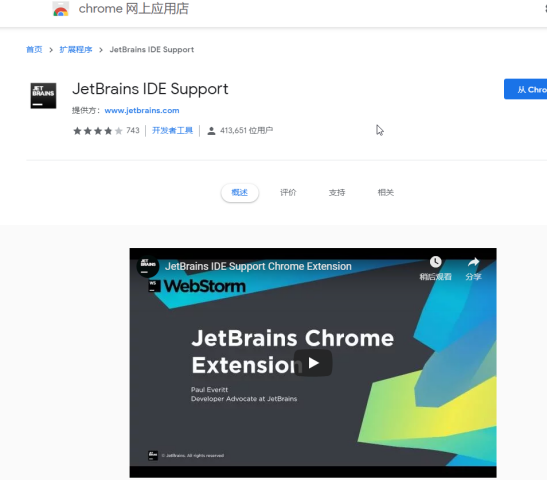 chrome 网上应用店
首页 > 扩展程序 > JetBrains IDE Support
JET
BRAINS
JetBrains IDE Support
从 Chro
提供方： www.jetbrains.com
743 开发者工具 413,651 位用户
概述 评价 支持 相关
JetBrains IDE Support Chrome Extension
稍后观看 分享
WS WebStorm
JetBrains Chrome
Extension
Paul Everitt
Developer Advocate at JetBrains
© JetBrains. All rights reserved